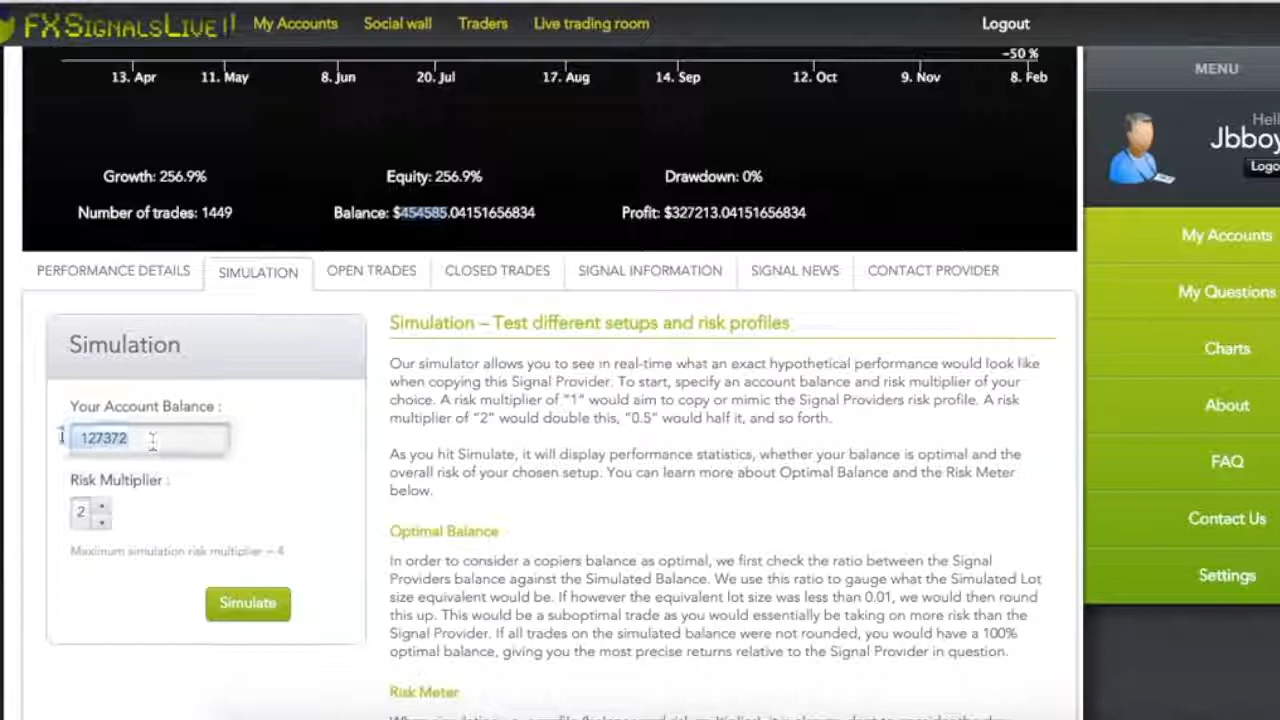 FXSignalsLive!!
My Accounts
Social wall
Traders
Live trading room
Logout
-50 %
13. Apr
11. May
8. Jun
20. Jul
17. Aug
14. Sep
12. Oct
9. Nov
8. Feb
MENU
Jbboy
Growth: 256.9%
Equity: 256.9%
Drawdown: 0%
Number of trades: 1449
Balance: $454585.04151656834
Profit: $327213.04151656834
My Accounts
My Questions
Charts
About
FAQ
Contact Us
Settings
PERFORMANCE DETAILS
SIMULATION
OPEN TRADES
CLOSED TRADES
SIGNAL INFORMATION
SIGNAL NEWS
CONTACT PROVIDER
Simulation
Your Account Balance :
127372
Risk Multiplier :
2
Maximum simulation risk multiplier = 4
Simulate
Simulation – Test different setups and risk profiles
Our simulator allows you to see in real-time what an exact hypothetical performance would look like
when copying this Signal Provider. To start, specify an account balance and risk multiplier of your
choice. A risk multiplier of "1" would aim to copy or mimic the Signal Providers risk profile. A risk
multiplier of "2" would double this, "0.5" would half it, and so forth.
As you hit Simulate, it will display performance statistics, whether your balance is optimal and the
overall risk of your chosen setup. You can learn more about Optimal Balance and the Risk Meter
below.
Optimal Balance
In order to consider a copiers balance as optimal, we first check the ratio between the Signal
Providers balance against the Simulated Balance. We use this ratio to gauge what the Simulated Lot
size equivalent would be. If however the equivalent lot size was less than 0.01, we would then round
this up. This would be a suboptimal trade as you would essentially be taking on more risk than the
Signal Provider. If all trades on the simulated balance were not rounded, you would have a 100%
optimal balance, giving you the most precise returns relative to the Signal Provider in question.
Risk Meter